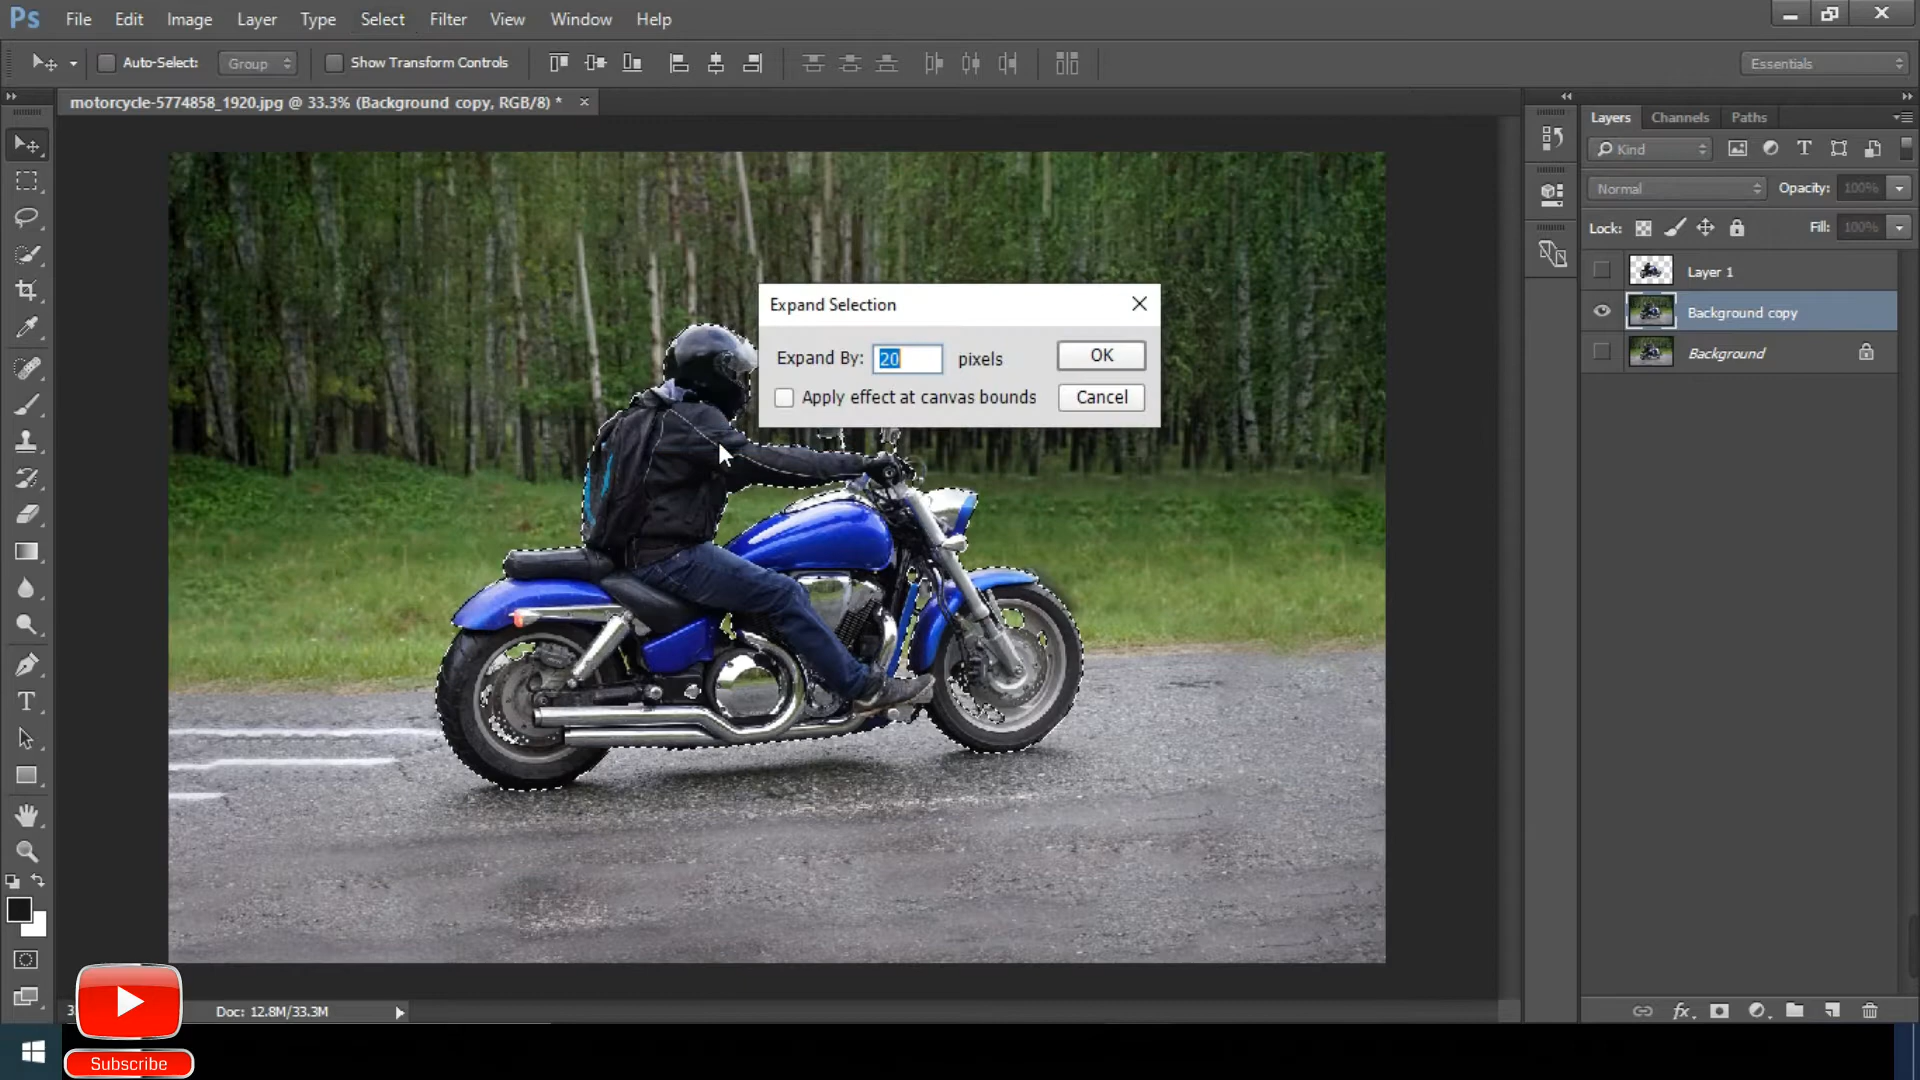 Ps File Edit Image Layer Type Select Filter View Window Help
Auto-Select: Group Show Transform Controls Essentials
motorcycle-5774858_1920.jpg @ 33.3% (Background copy, RGB/8) * ×
Layers Channels Paths
Kind
Normal Opacity: 100%
Lock: Fill: 100%
Layer 1
Background copy
Background
Expand Selection
Expand By: 20 pixels OK
Apply effect at canvas bounds Cancel
Doc: 12.8M/33.3M
Subscribe